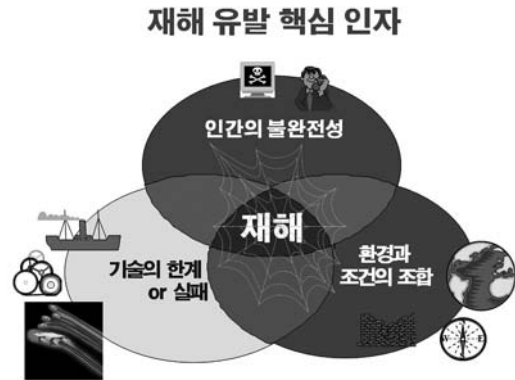 재해 유발 핵심 인자
인간의 불완전성
재해
기술의 한계
or 실패
환경과
조건의 조합
W E